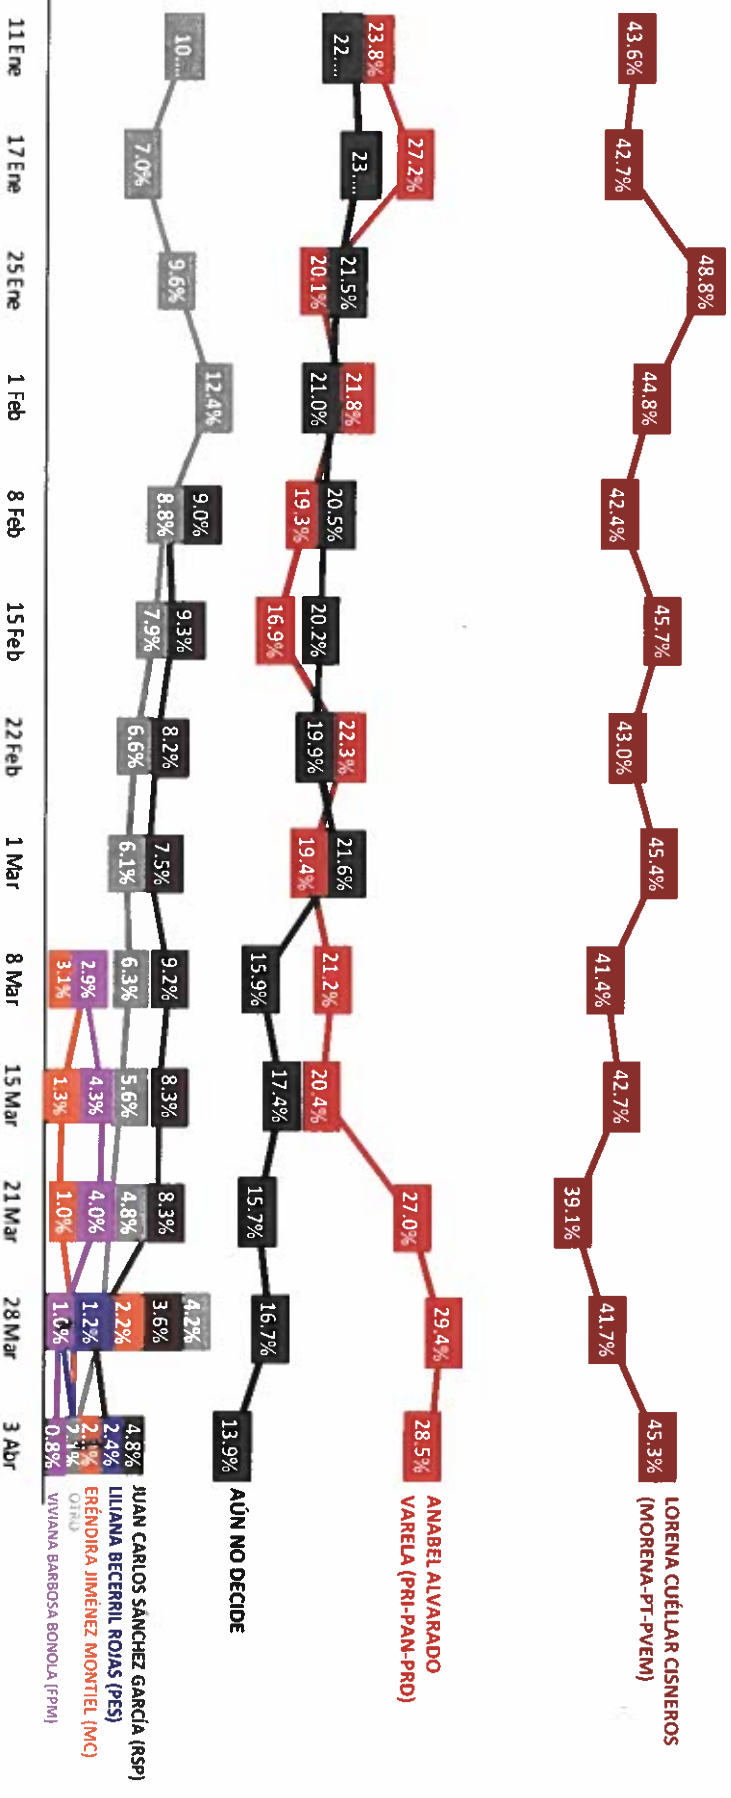 43.6% 42.7% 48.8% 44.8% 42.4% 45.7% 43.0% 45.4% 41.4% 42.7% 39.1% 41.7% 45.3%
LORENA CUÉLLAR CISNEROS
(MORENA-PT-PVEM)
23.8% 27.2% 20.1% 21.8% 19.3% 16.9% 22.3% 19.4% 21.2% 20.4% 27.0% 29.4% 28.5%
ANABEL ALVARADO
VARELA (PRI-PAN-PRD)
22.... 23.... 21.5% 21.0% 20.5% 20.2% 19.9% 21.6% 15.9% 17.4% 15.7% 16.7% 13.9%
AÚN NO DECIDE
9.0% 9.3% 8.2% 7.5% 9.2% 8.3% 8.3% 3.6% 4.8%
JUAN CARLOS SÁNCHEZ GARCÍA (RSP)
1.2% 2.4%
LILIANA BECERRIL ROJAS (PES)
3.1% 1.3% 1.0% 2.2%
ERÉNDIRA JIMÉNEZ MONTIEL (MC)
10.... 7.0% 9.6% 12.4% 8.8% 7.9% 6.6% 6.1% 6.3% 5.6% 4.8% 4.2%
OTRO
2.9% 4.3% 4.0% 0.8%
VIVIANA BARBOSA BONOLA (FPM)
11 Ene 17 Ene 25 Ene 1 Feb 8 Feb 15 Feb 22 Feb 1 Mar 8 Mar 15 Mar 21 Mar 28 Mar 3 Abr